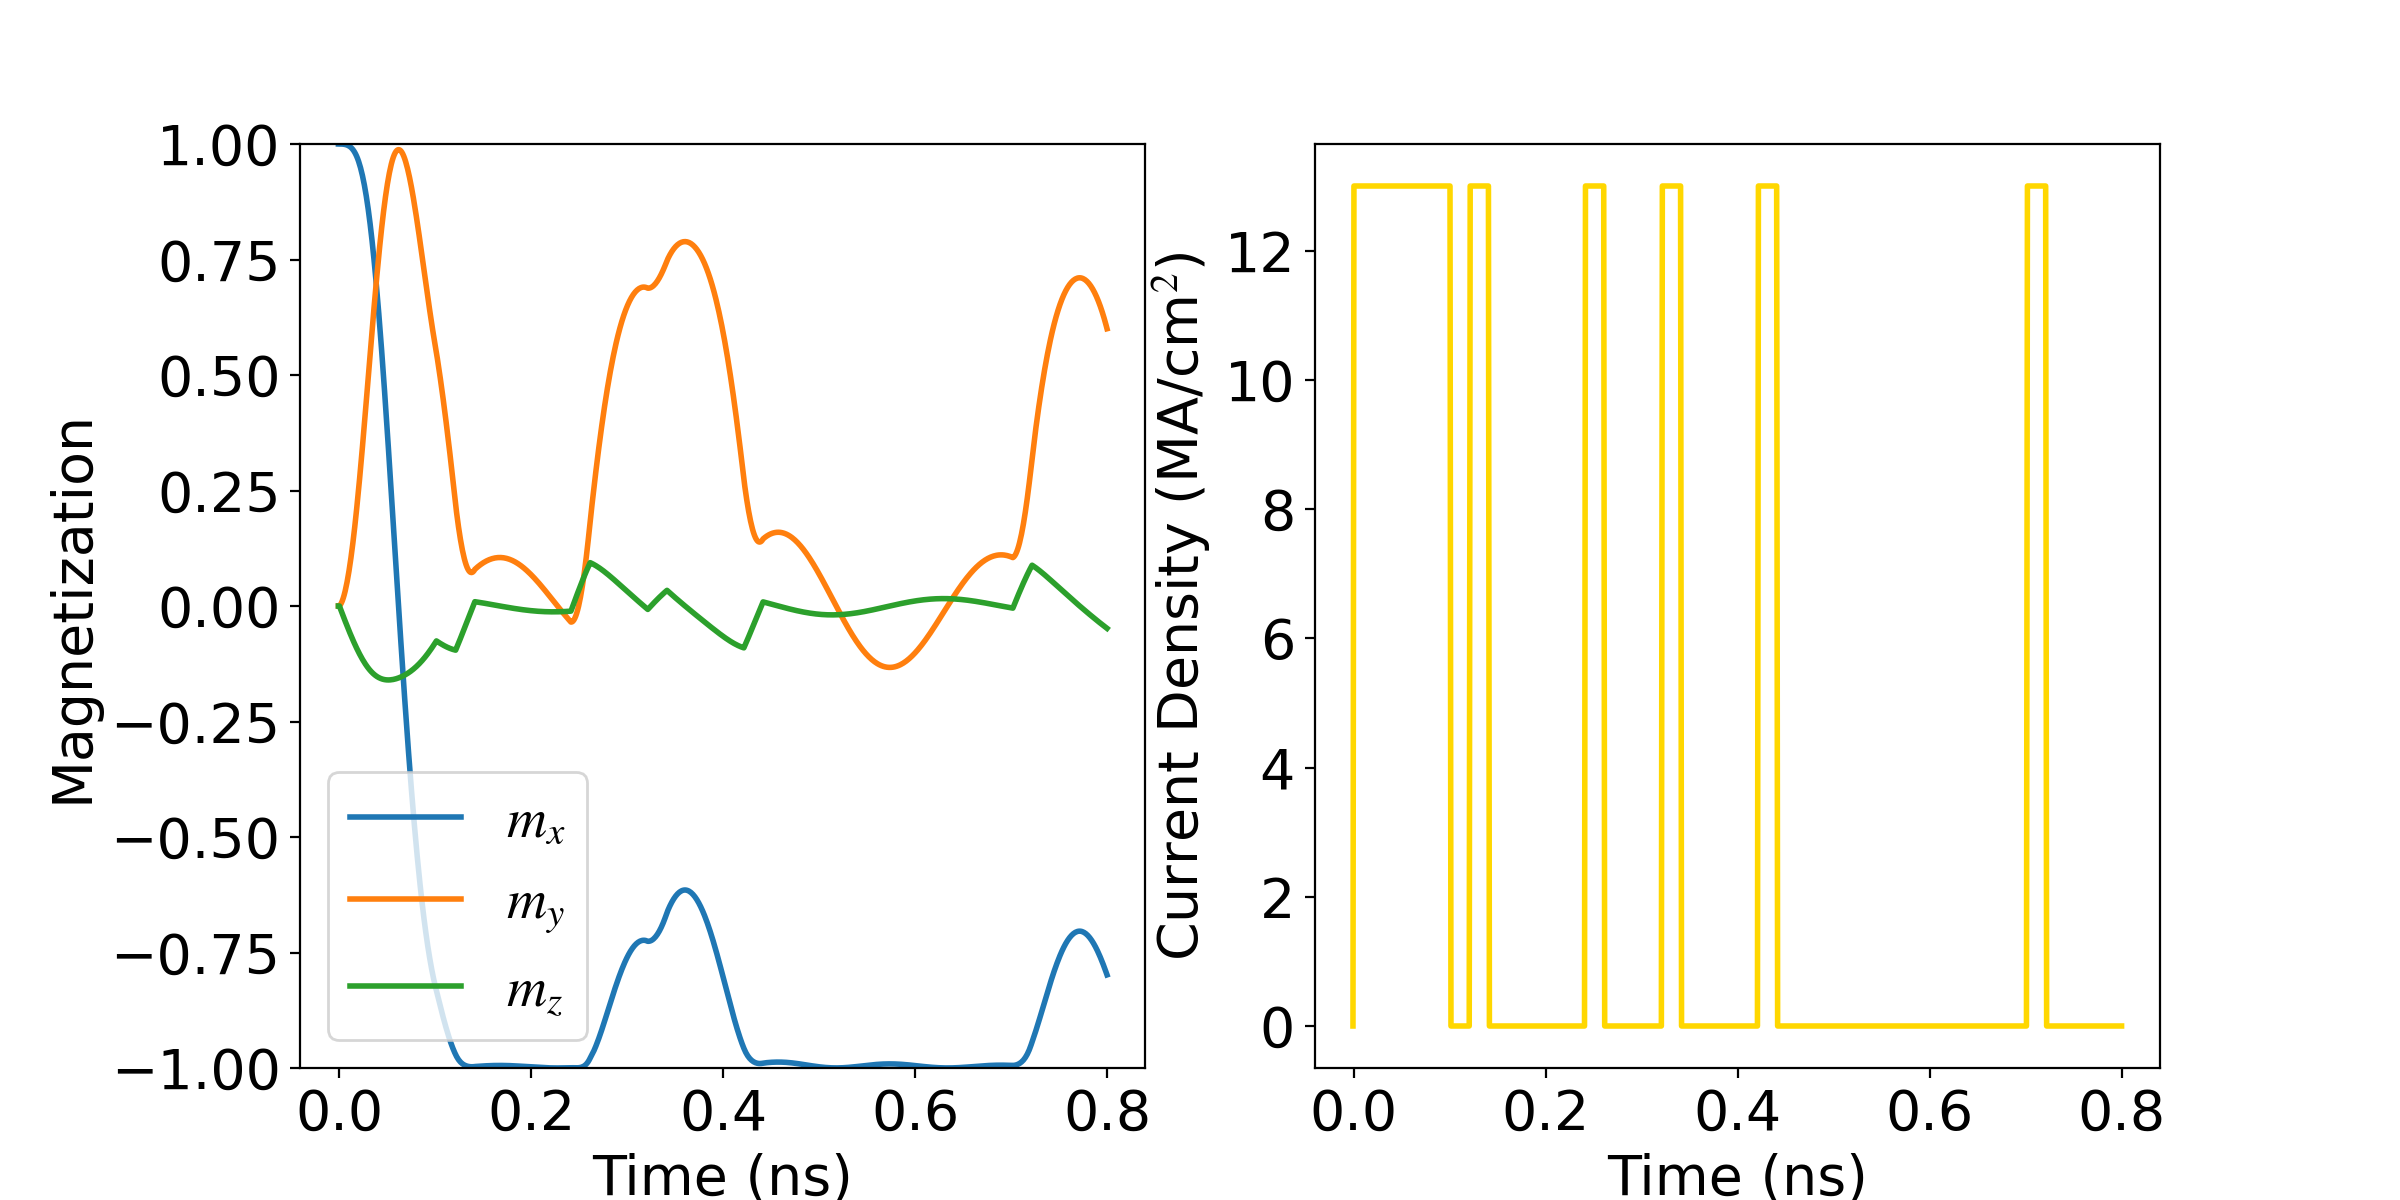 Magnetization
1.00
0.75
0.50
0.25
0.00
−0.25
−0.50
−0.75
−1.00
m_x
m_y
m_z
0.0 0.2 0.4 0.6 0.8
Time (ns)
Current Density (MA/cm²)
12
10
8
6
4
2
0
0.0 0.2 0.4 0.6 0.8
Time (ns)